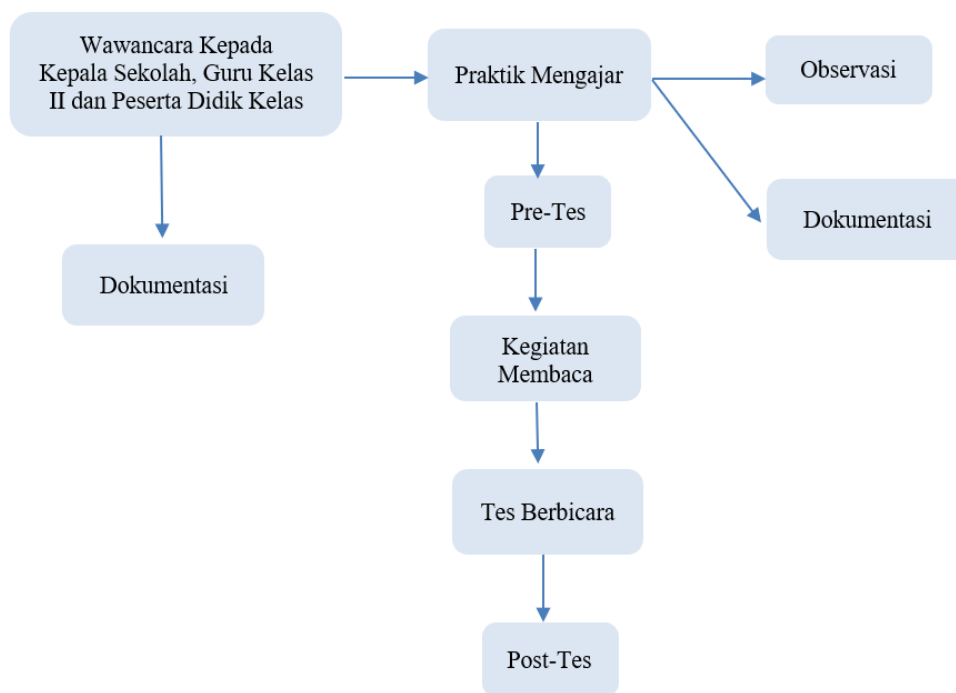 Wawancara Kepada
Kepala Sekolah, Guru Kelas
II dan Peserta Didik Kelas
Praktik Mengajar
Observasi
Pre-Tes
Dokumentasi
Dokumentasi
Kegiatan
Membaca
Tes Berbicara
Post-Tes